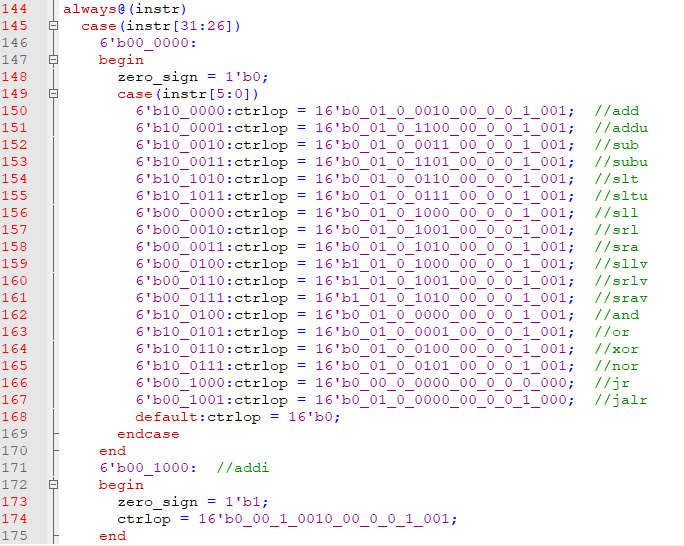 144 always@(instr)
145 case(instr[31:26])
146 6'b00_0000:
147 begin
148 zero_sign = 1'b0;
149 case(instr[5:0])
150 6'b10_0000:ctrlop = 16'b0_01_0_0010_00_0_0_1_001; //add
151 6'b10_0001:ctrlop = 16'b0_01_0_1100_00_0_0_1_001; //addu
152 6'b10_0010:ctrlop = 16'b0_01_0_0011_00_0_0_1_001; //sub
153 6'b10_0011:ctrlop = 16'b0_01_0_1101_00_0_0_1_001; //subu
154 6'b10_1010:ctrlop = 16'b0_01_0_0110_00_0_0_1_001; //slt
155 6'b10_1011:ctrlop = 16'b0_01_0_0111_00_0_0_1_001; //sltu
156 6'b00_0000:ctrlop = 16'b0_01_0_1000_00_0_0_1_001; //sll
157 6'b00_0010:ctrlop = 16'b0_01_0_1001_00_0_0_1_001; //srl
158 6'b00_0011:ctrlop = 16'b0_01_0_1010_00_0_0_1_001; //sra
159 6'b00_0100:ctrlop = 16'b1_01_0_1000_00_0_0_1_001; //sllv
160 6'b00_0110:ctrlop = 16'b1_01_0_1001_00_0_0_1_001; //srlv
161 6'b00_0111:ctrlop = 16'b1_01_0_1010_00_0_0_1_001; //srav
162 6'b10_0100:ctrlop = 16'b0_01_0_0000_00_0_0_1_001; //and
163 6'b10_0101:ctrlop = 16'b0_01_0_0001_00_0_0_1_001; //or
164 6'b10_0110:ctrlop = 16'b0_01_0_0100_00_0_0_1_001; //xor
165 6'b10_0111:ctrlop = 16'b0_01_0_0101_00_0_0_1_001; //nor
166 6'b00_1000:ctrlop = 16'b0_00_0_0000_00_0_0_0_000; //jr
167 6'b00_1001:ctrlop = 16'b0_01_0_0000_00_0_0_1_000; //jalr
168 default:ctrlop = 16'b0;
169 endcase
170 end
171 6'b00_1000: //addi
172 begin
173 zero_sign = 1'b1;
174 ctrlop = 16'b0_00_1_0010_00_0_0_1_001;
175 end